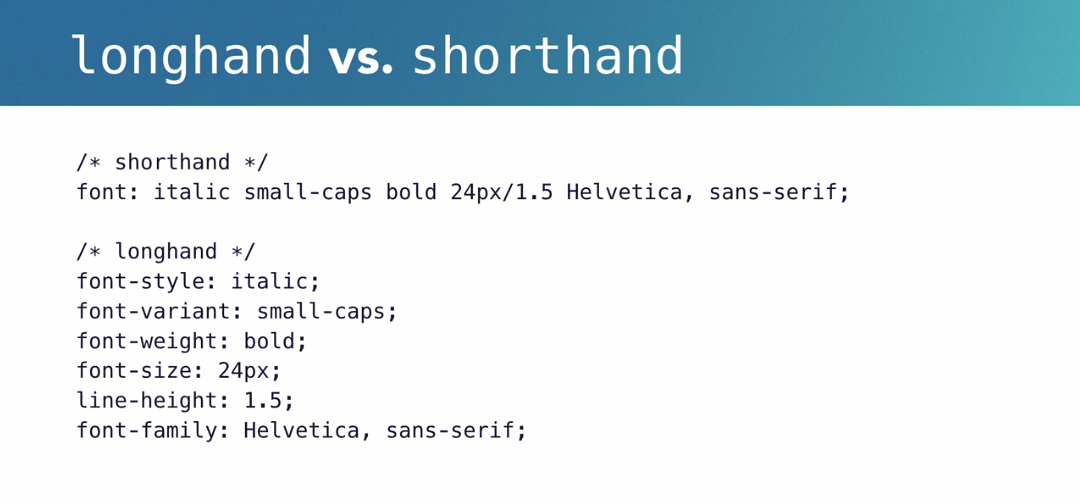 longhand vs. shorthand
/* shorthand */
font: italic small-caps bold 24px/1.5 Helvetica, sans-serif;
/* longhand */
font-style: italic;
font-variant: small-caps;
font-weight: bold;
font-size: 24px;
line-height: 1.5;
font-family: Helvetica, sans-serif;